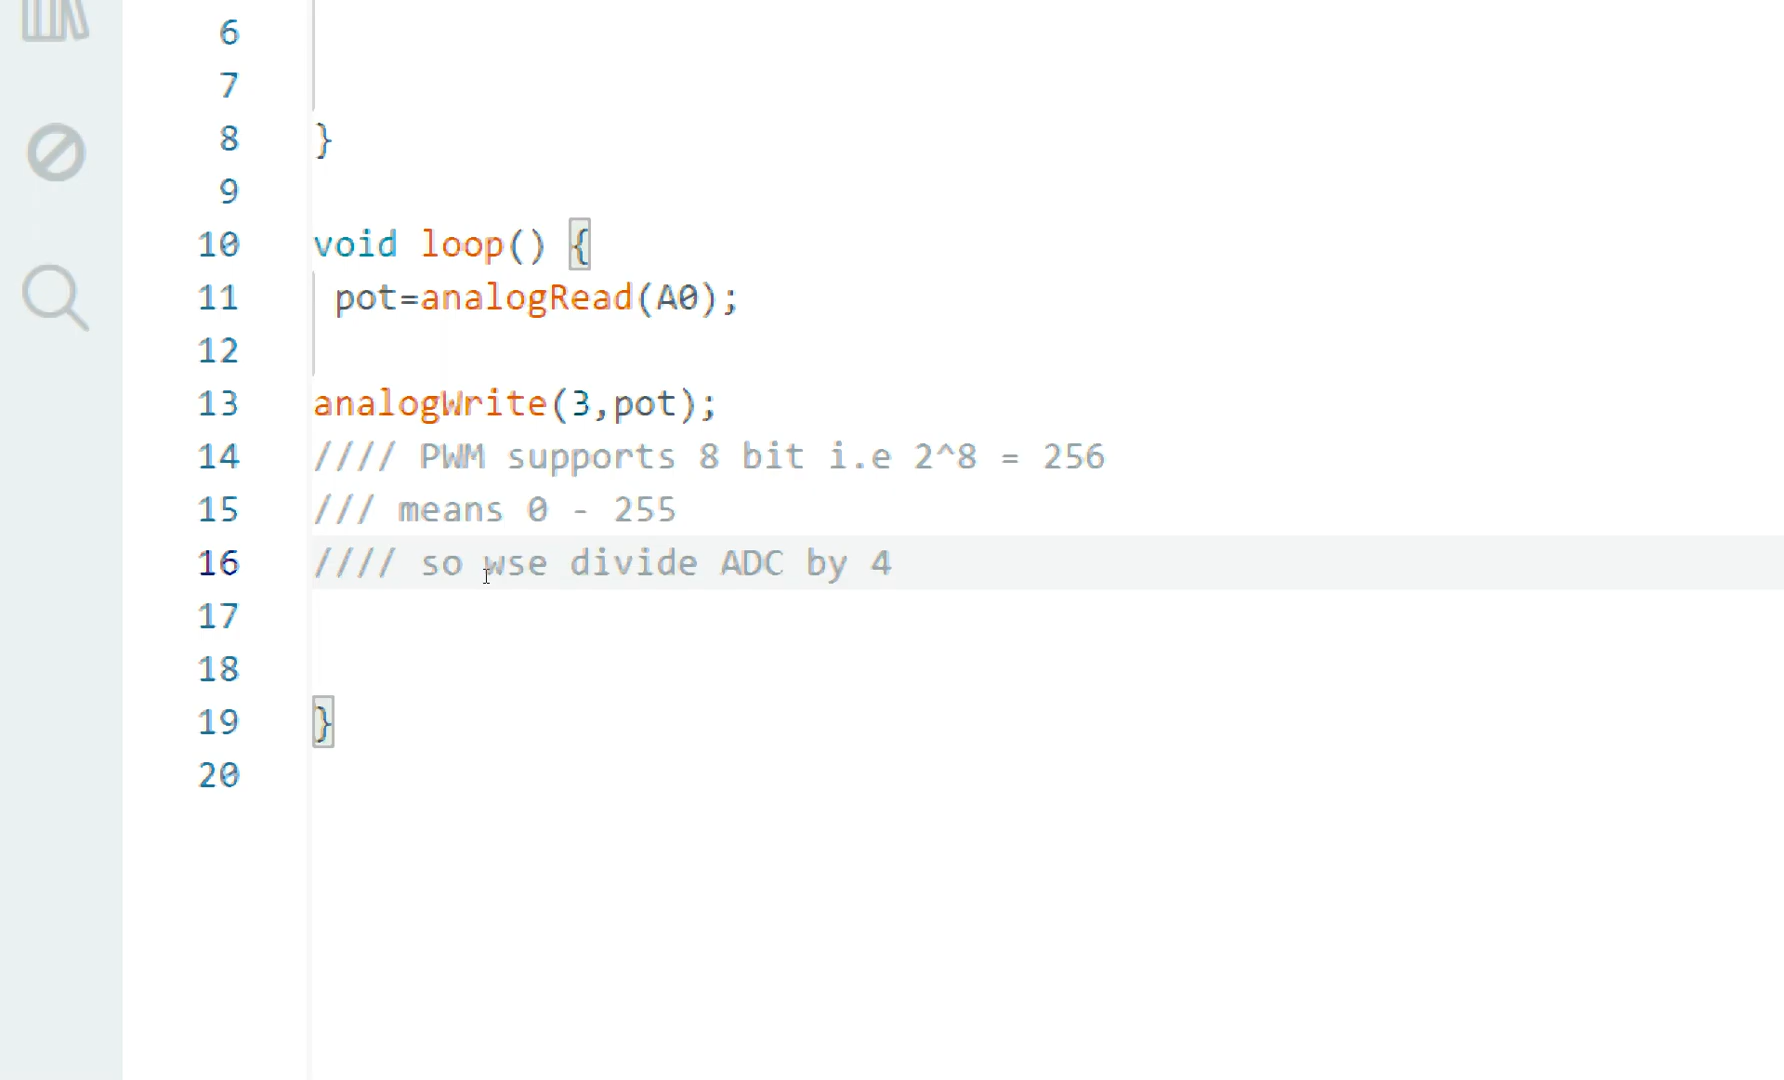 6
7
8 }
9
10 void loop() {
11 pot=analogRead(A0);
12
13 analogWrite(3,pot);
14 //// PWM supports 8 bit i.e 2^8 = 256
15 /// means 0 - 255
16 //// so wse divide ADC by 4
17
18
19 }
20